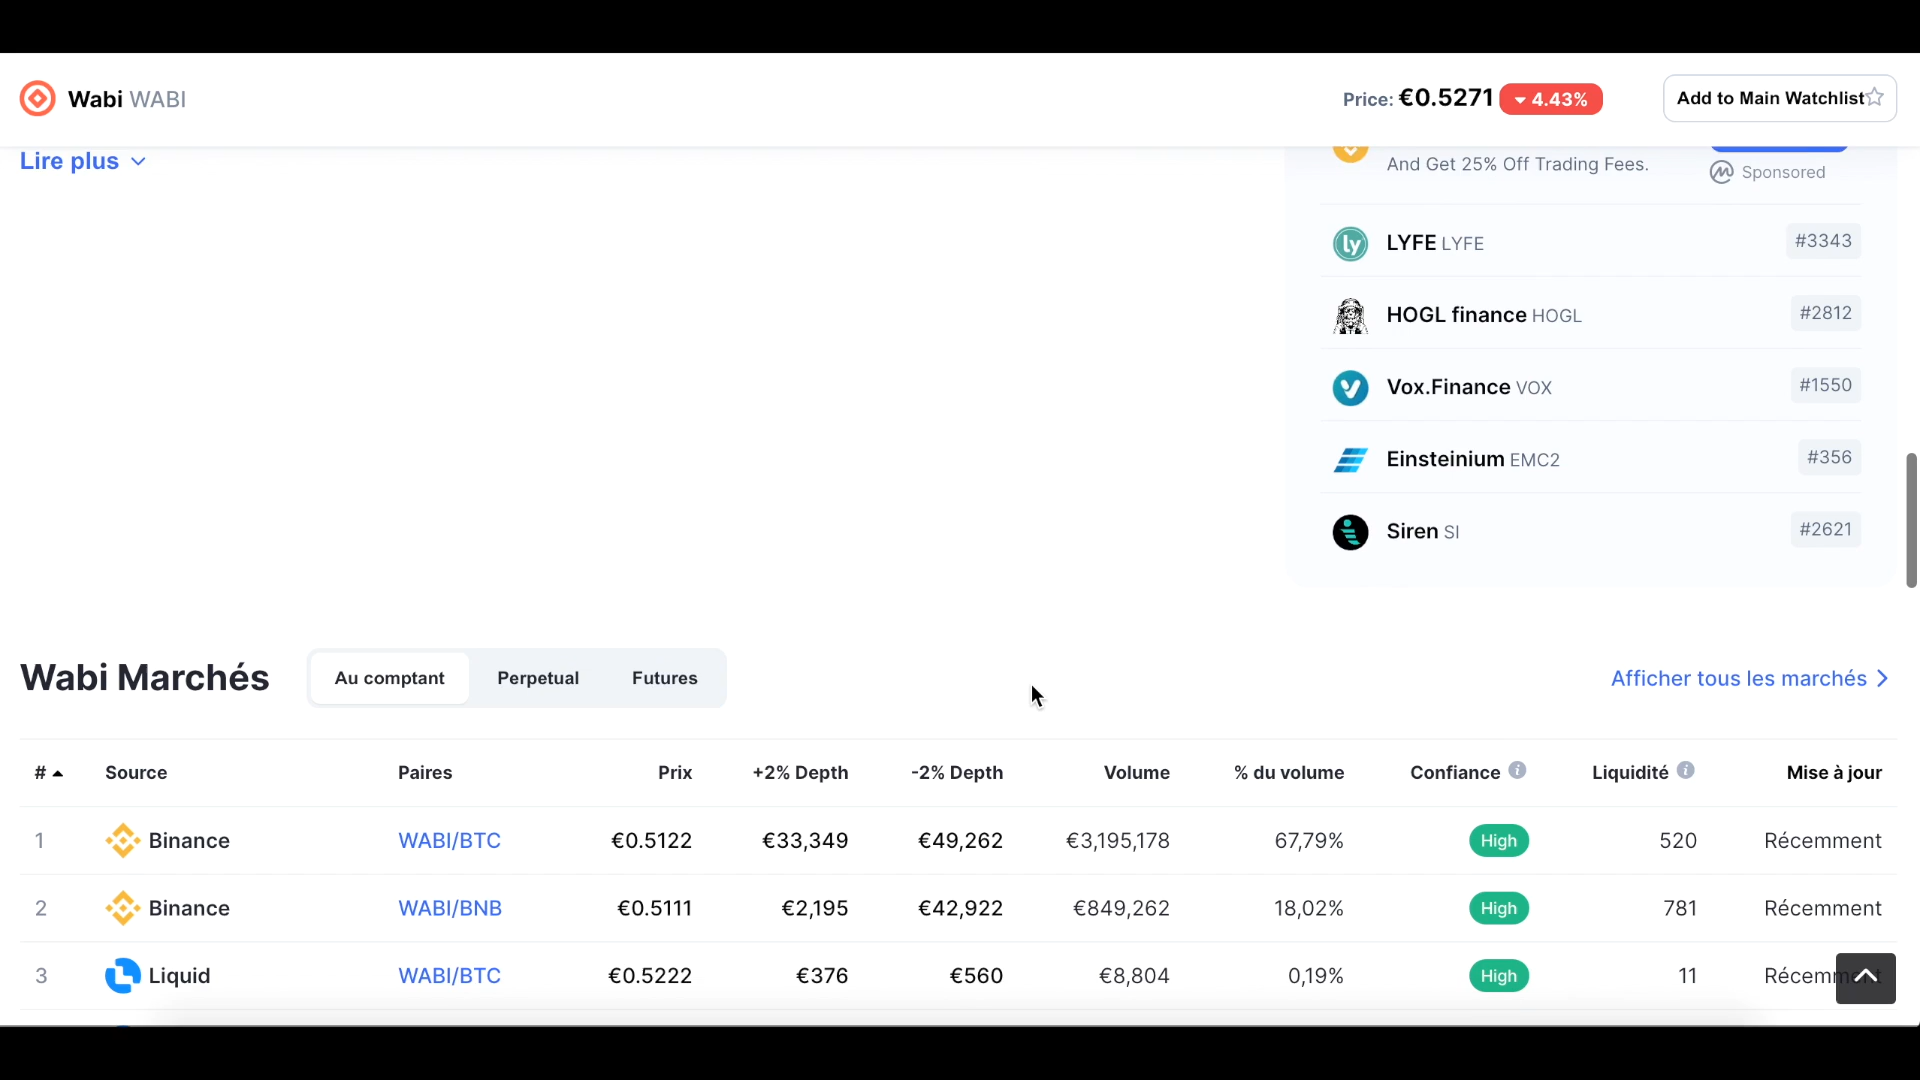 Wabi WABI
Price: €0.5271 4.43% Add to Main Watchlist
Lire plus
And Get 25% Off Trading Fees. Sponsored
LYFE LYFE #3343
HOGL finance HOGL #2812
Vox.Finance VOX #1550
Einsteinium EMC2 #356
Siren SI #2621
Wabi Marchés Au comptant Perpetual Futures Afficher tous les marchés
# Source Paires Prix +2% Depth -2% Depth Volume % du volume Confiance Liquidité Mise à jour
1 Binance WABI/BTC €0.5122 €33,349 €49,262 €3,195,178 67,79% High 520 Récemment
2 Binance WABI/BNB €0.5111 €2,195 €42,922 €849,262 18,02% High 781 Récemment
3 Liquid WABI/BTC €0.5222 €376 €560 €8,804 0,19% High 11